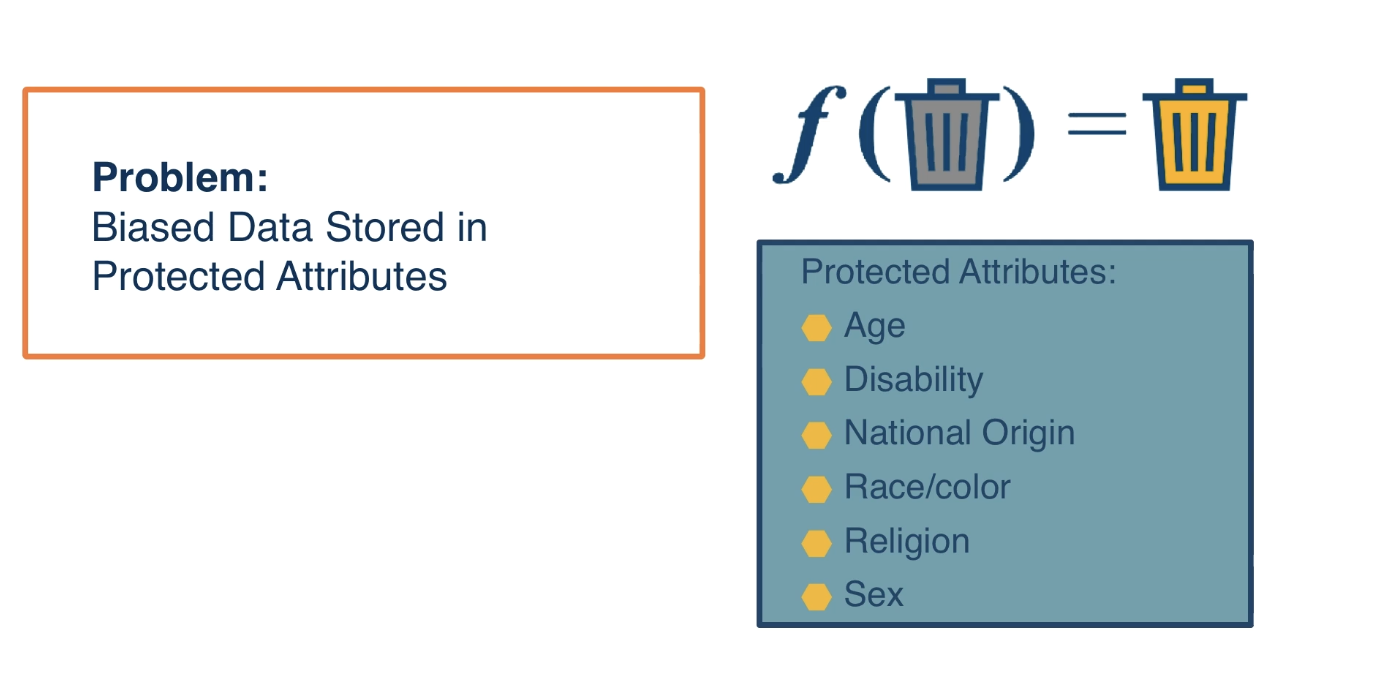 Problem:
Biased Data Stored in
Protected Attributes
f ( ) =
Protected Attributes:
Age
Disability
National Origin
Race/color
Religion
Sex